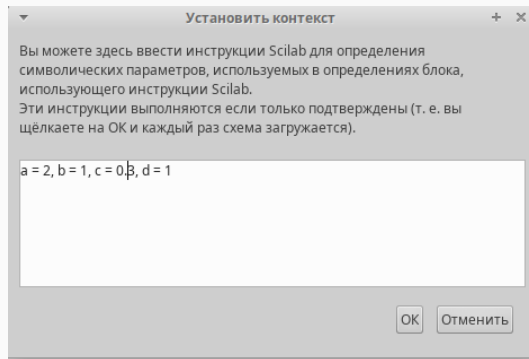 Установить контекст
Вы можете здесь ввести инструкции Scilab для определения
символических параметров, используемых в определениях блока,
использующего инструкции Scilab.
Эти инструкции выполняются если только подтверждены (т. е. вы
щёлкаете на ОК и каждый раз схема загружается).
a = 2, b = 1, c = 0.3, d = 1
ОК Отменить